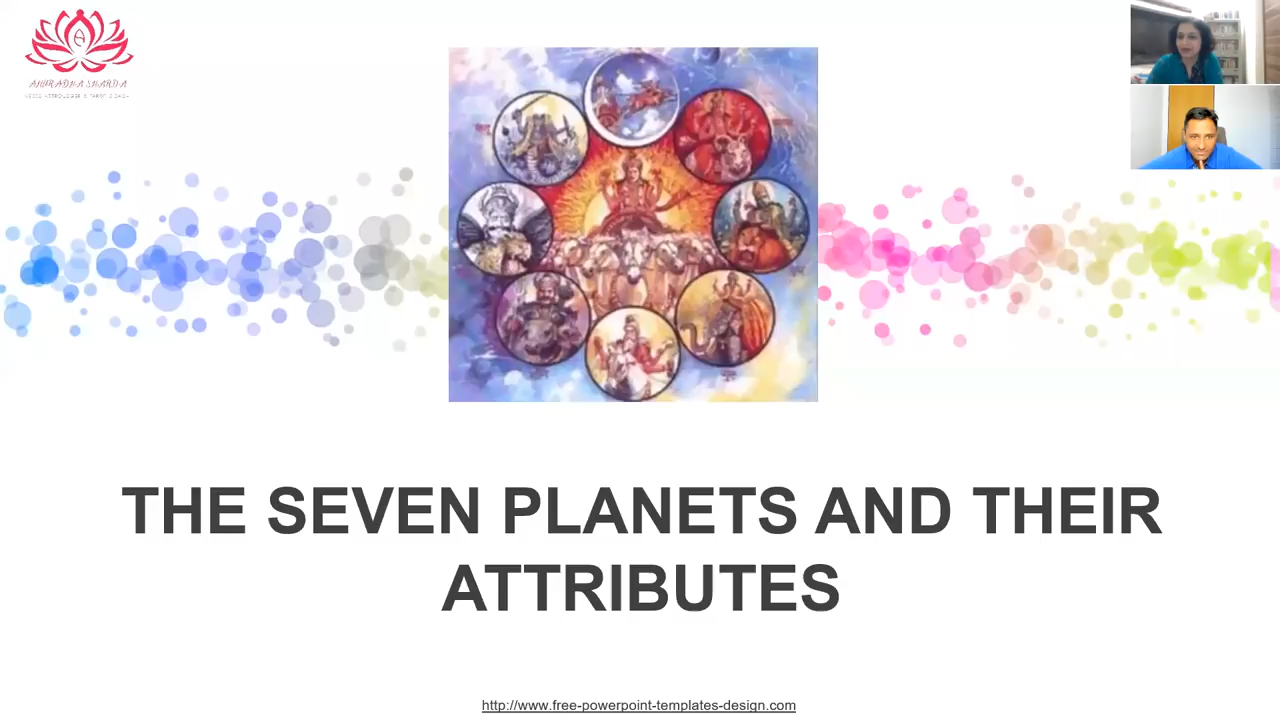 ANURADHA SHARDA
THE SEVEN PLANETS AND THEIR
ATTRIBUTES
http://www.free-powerpoint-templates-design.com